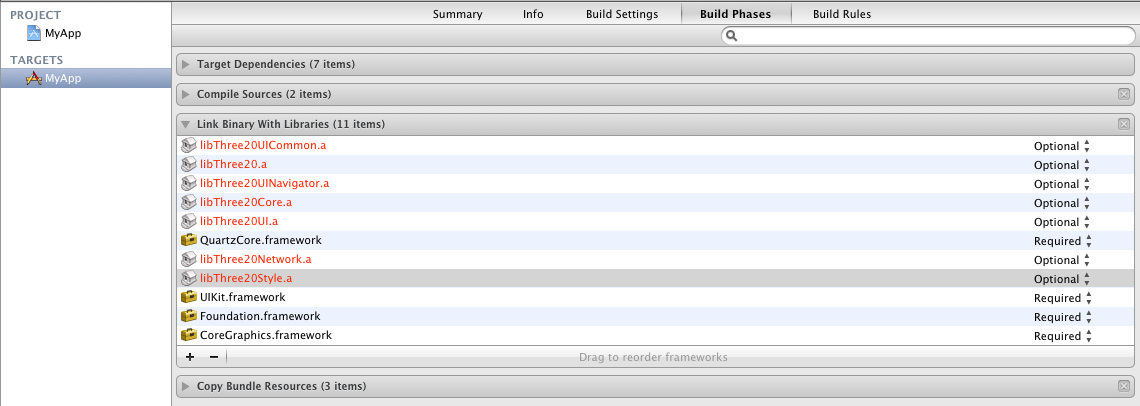 PROJECT
MyApp
TARGETS
MyApp
Summary Info Build Settings Build Phases Build Rules
Target Dependencies (7 items)
Compile Sources (2 items)
Link Binary With Libraries (11 items)
libThree20UICommon.a Optional
libThree20.a Optional
libThree20UINavigator.a Optional
libThree20Core.a Optional
libThree20UI.a Optional
QuartzCore.framework Required
libThree20Network.a Optional
libThree20Style.a Optional
UIKit.framework Required
Foundation.framework Required
CoreGraphics.framework Required
+ − Drag to reorder frameworks
Copy Bundle Resources (3 items)